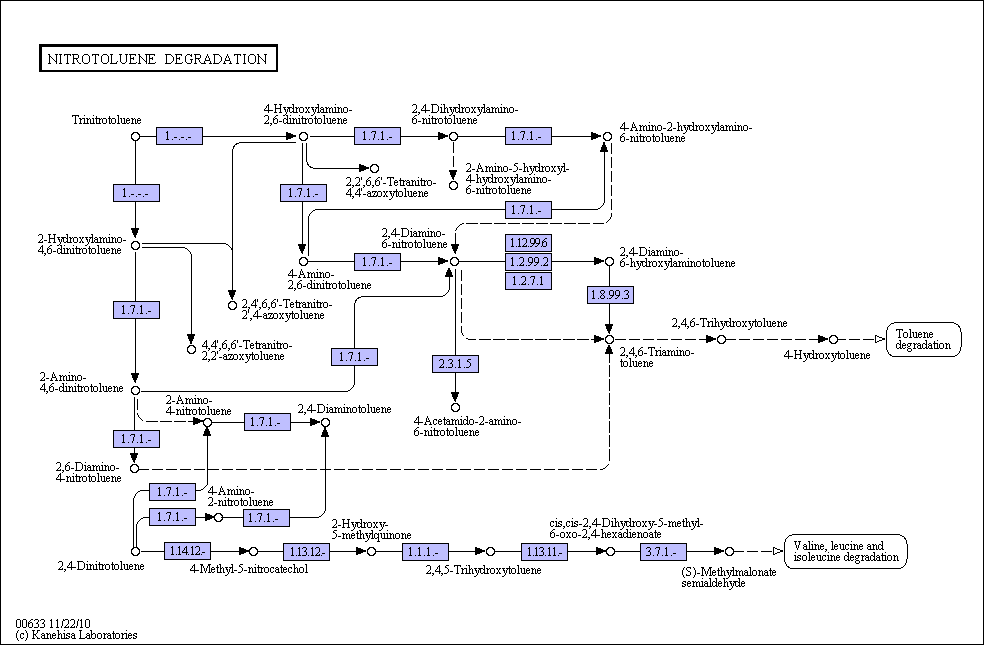 NITROTOLUENE DEGRADATION
Trinitrotoluene
4-Hydroxylamino-
2,6-dinitrotoluene
2,4-Dihydroxylamino-
6-nitrotoluene
4-Amino-2-hydroxylamino-
6-nitrotoluene
1.-.-.-
1.7.1.-
1.7.1.-
2,2',6,6'-Tetranitro-
4,4'-azoxytoluene
2-Amino-5-hydroxyl-
4-hydroxylamino-
6-nitrotoluene
1.-.-.-
1.7.1.-
1.7.1.-
2-Hydroxylamino-
4,6-dinitrotoluene
2,4-Diamino-
6-nitrotoluene
1.12.99.6
1.7.1.-
1.2.99.2
1.2.7.1
2,4-Diamino-
6-hydroxylaminotoluene
4-Amino-
2,6-dinitrotoluene
1.8.99.3
1.7.1.-
2,4',6,6'-Tetranitro-
2',4-azoxytoluene
2,4,6-Trihydroxytoluene
Toluene
degradation
4,4',6,6'-Tetranitro-
2,2'-azoxytoluene
1.7.1.-
2.3.1.5
2,4,6-Triamino-
toluene
4-Hydroxytoluene
2-Amino-
4,6-dinitrotoluene
2-Amino-
4-nitrotoluene
1.7.1.-
2,4-Diaminotoluene
4-Acetamido-2-amino-
6-nitrotoluene
1.7.1.-
2,6-Diamino-
4-nitrotoluene
1.7.1.-
4-Amino-
2-nitrotoluene
1.7.1.-
1.7.1.-
2-Hydroxy-
5-methylquinone
cis,cis-2,4-Dihydroxy-5-methyl-
6-oxo-2,4-hexadienoate
1.14.12.-
1.13.12.-
1.1.1.-
1.13.11.-
3.7.1.-
Valine, leucine and
isoleucine degradation
2,4-Dinitrotoluene
4-Methyl-5-nitrocatechol
2,4,5-Trihydroxytoluene
(S)-Methylmalonate
semialdehyde
00633 11/22/10
(c) Kanehisa Laboratories